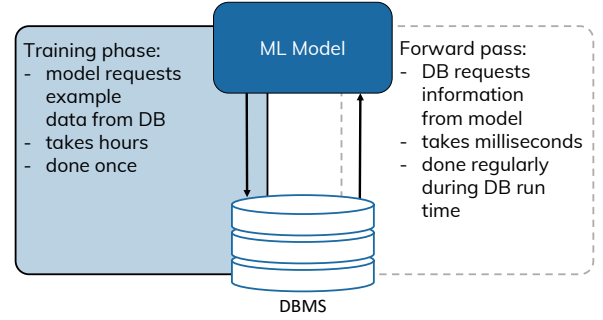 ML Model
Training phase:
- model requests
example
data from DB
- takes hours
- done once
Forward pass:
- DB requests
information
from model
- takes milliseconds
- done regularly
during DB run
time
DBMS